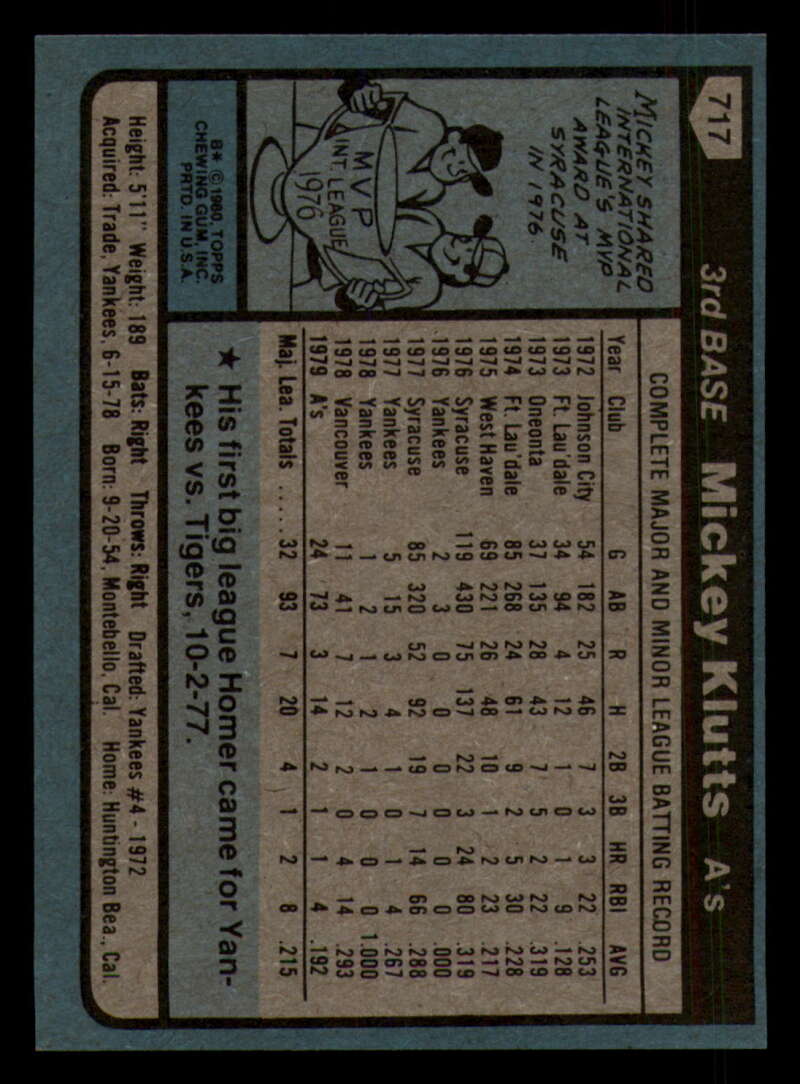 717
3rd BASE Mickey Klutts A's
MICKEY SHARED
INTERNATIONAL
LEAGUE'S MVP
AWARD AT
SYRACUSE
IN 1976.
MVP
INT. LEAGUE
1976
B* © 1980 TOPPS
CHEWING GUM, INC.
PRTD. IN U.S.A.
COMPLETE MAJOR AND MINOR LEAGUE BATTING RECORD
Year Club G AB R H 2B 3B HR RBI AVG
1972 Johnson City 54 182 25 46 7 3 3 22 .253
1973 Ft. Lau'dale 34 94 4 12 1 0 1 9 .128
1973 Oneonta 37 135 28 43 7 5 2 22 .319
1974 Ft. Lau'dale 85 268 24 61 9 2 5 30 .228
1975 West Haven 69 221 26 48 10 1 2 23 .217
1976 Syracuse 119 430 75 137 22 3 24 80 .319
1976 Yankees 2 3 0 0 0 0 0 0 .000
1977 Syracuse 85 320 52 92 19 7 14 66 .288
1977 Yankees 5 15 3 4 1 0 1 4 .267
1978 Yankees 1 2 1 2 1 0 0 0 1.000
1978 Vancouver 11 41 7 12 2 0 4 14 .293
1979 A's 24 73 3 14 2 1 1 4 .192
Maj. Lea. Totals ..... 32 93 7 20 4 1 2 8 .215
★ His first big league Homer came for Yan-
kees vs. Tigers, 10-2-77.
Height: 5'11" Weight: 189 Bats: Right Throws: Right Drafted: Yankees #4 - 1972
Acquired: Trade, Yankees, 6-15-78 Born: 9-20-54, Montebello, Cal. Home: Huntington Bea., Cal.